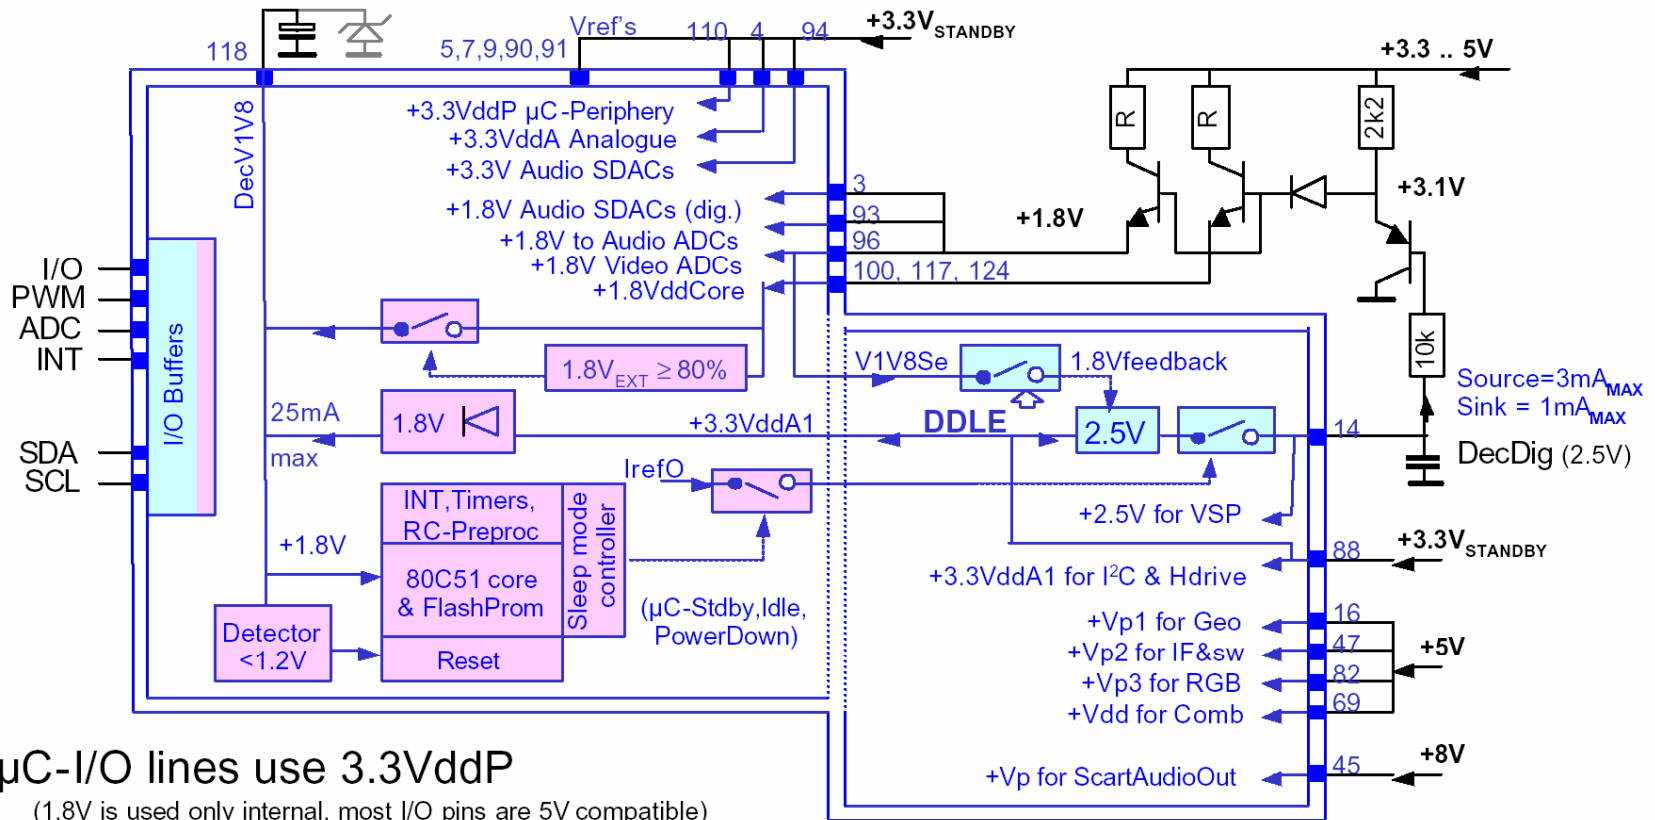 118
5,7,9,90,91
Vref's
110
4
94
+3.3VSTANDBY
+3.3 .. 5V
DecV1V8
+3.3VddP µC-Periphery
+3.3VddA Analogue
+3.3V Audio SDACs
R
R
2k2
3
+1.8V Audio SDACs (dig.)
93
+1.8V
+3.1V
+1.8V to Audio ADCs
96
+1.8V Video ADCs
100, 117, 124
+1.8VddCore
I/O
PWM
ADC
INT
SDA
SCL
I/O Buffers
1.8VEXT ≥ 80%
V1V8Se
1.8Vfeedback
10k
Source=3mAMAX
Sink = 1mAMAX
25mA
max
1.8V
+3.3VddA1
DDLE
2.5V
14
DecDig (2.5V)
IrefO
INT,Timers,
RC-Preproc
Sleep mode
controller
+2.5V for VSP
+1.8V
80C51 core
& FlashProm
88
+3.3VSTANDBY
+3.3VddA1 for I²C & Hdrive
(µC-Stdby,Idle,
PowerDown)
Detector
<1.2V
Reset
+Vp1 for Geo
16
+Vp2 for IF&sw
47
+5V
+Vp3 for RGB
82
+Vdd for Comb
69
+8V
+Vp for ScartAudioOut
45
µC-I/O lines use 3.3VddP
(1.8V is used only internal, most I/O pins are 5V compatible)